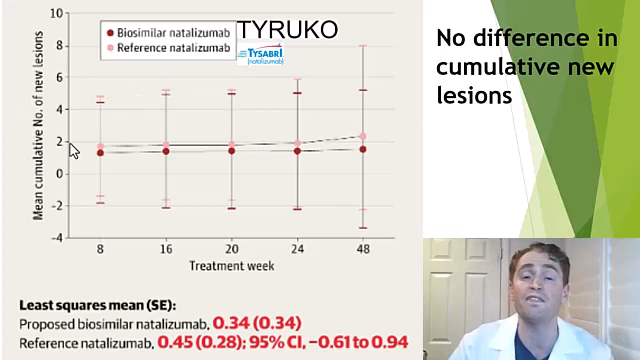 TYRUKO
Biosimilar natalizumab
Reference natalizumab
TYSABRI
(natalizumab)
10
8
6
4
2
0
-2
-4
Mean cumulative No. of new lesions
8
16
20
24
48
Treatment week
Least squares mean (SE):
Proposed biosimilar natalizumab, 0.34 (0.34)
Reference natalizumab, 0.45 (0.28); 95% CI, −0.61 to 0.94
No difference in
cumulative new
lesions